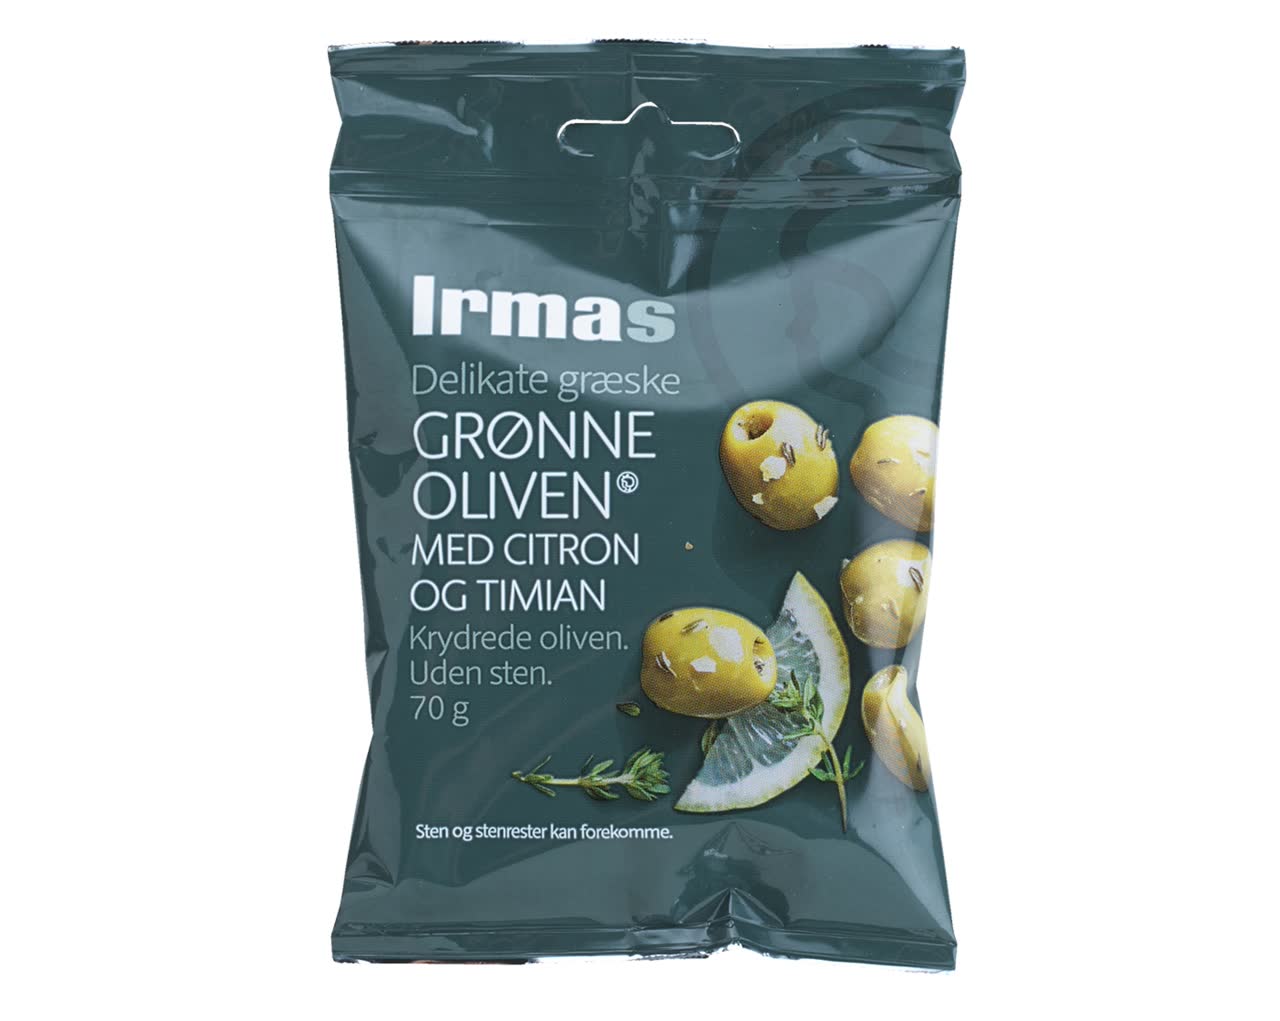 Irmas
Delikate græske
GRØNNE
OLIVEN
MED CITRON
OG TIMIAN
Krydrede oliven.
Uden sten.
70 g
Sten og stenrester kan forekomme.